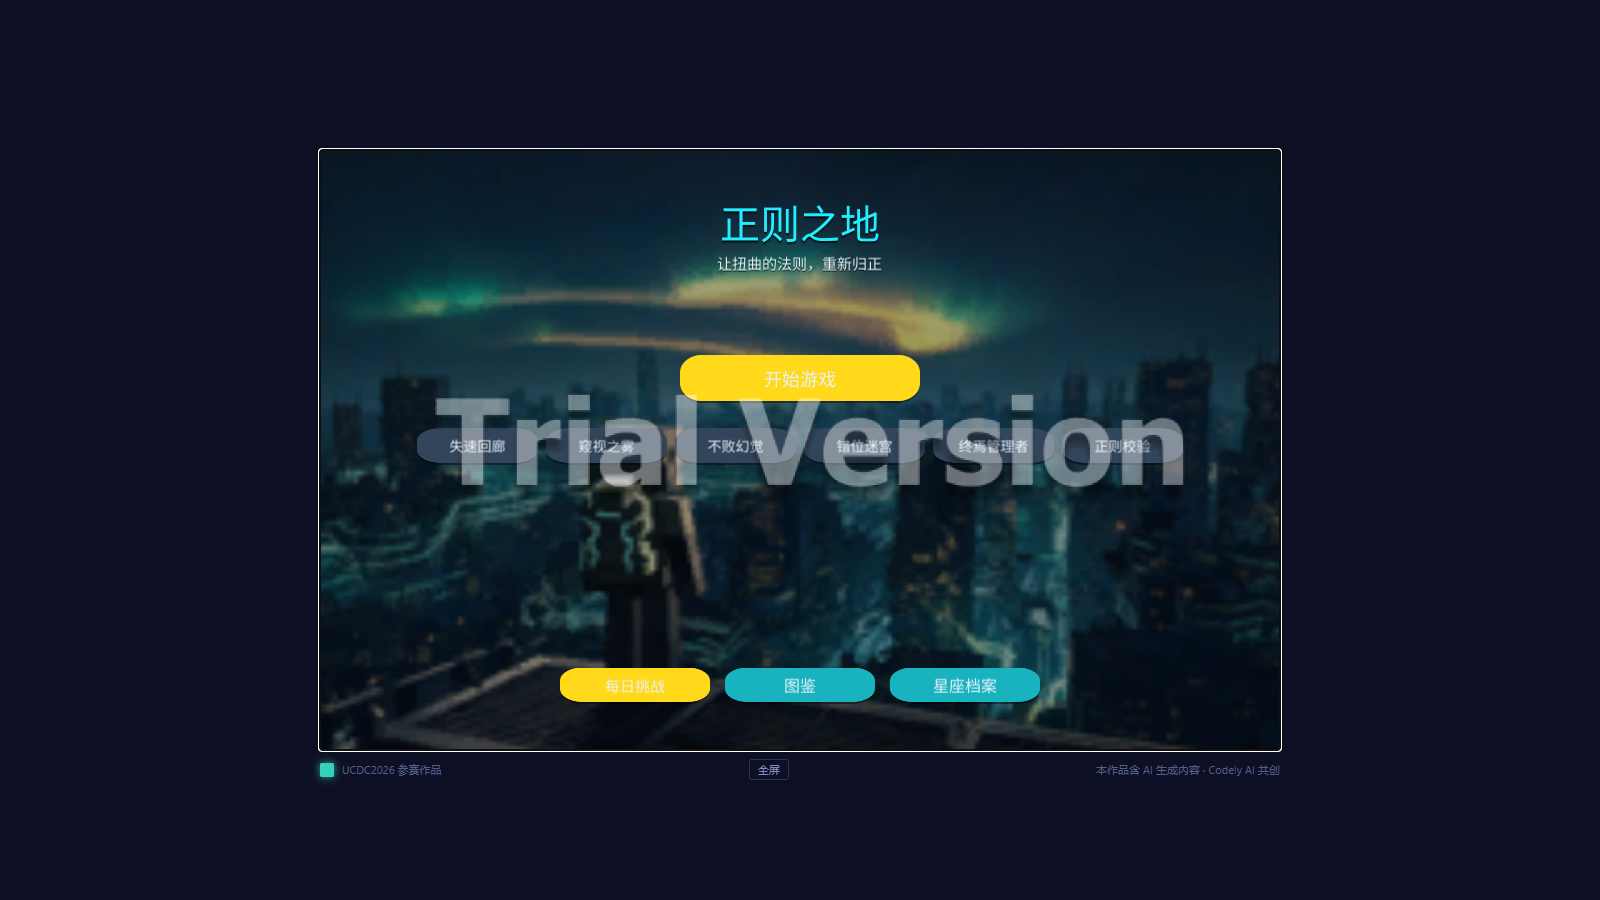 正则之地
让扭曲的法则，重新归正
开始游戏
Trial Version
失速回廊 窥视之雾 不败幻觉 错位迷宫 终焉管理者 正则校验
每日挑战 图鉴 星座档案
UCDC2026 参赛作品 全屏 本作品含 AI 生成内容 · Codely AI 共创